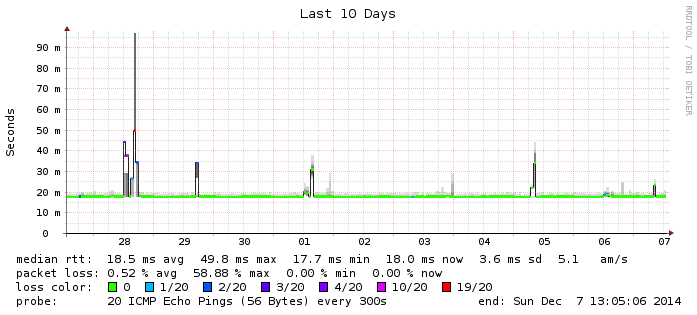 Last 10 Days
RRDTOOL / TOBI OETIKER
Seconds
90 m
80 m
70 m
60 m
50 m
40 m
30 m
20 m
10 m
0
28 29 30 01 02 03 04 05 06 07
median rtt: 18.5 ms avg 49.8 ms max 17.7 ms min 18.0 ms now 3.6 ms sd 5.1 am/s
packet loss: 0.52 % avg 58.88 % max 0.00 % min 0.00 % now
loss color: 0 1/20 2/20 3/20 4/20 10/20 19/20
probe: 20 ICMP Echo Pings (56 Bytes) every 300s end: Sun Dec 7 13:05:06 2014